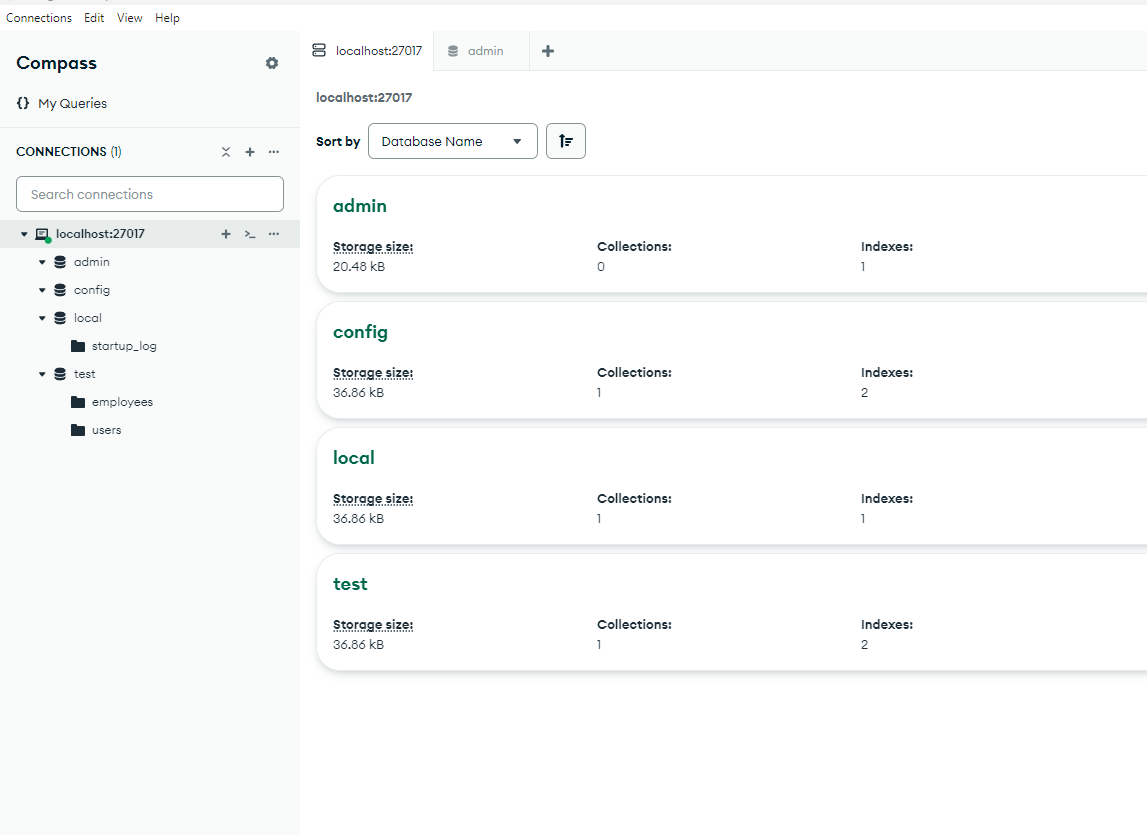 Connections Edit View Help
Compass
{} My Queries
CONNECTIONS (1)
Search connections
localhost:27017
admin
config
local
startup_log
test
employees
users
localhost:27017 admin
localhost:27017
Sort by Database Name
admin
Storage size: Collections: Indexes:
20.48 kB 0 1
config
Storage size: Collections: Indexes:
36.86 kB 1 2
local
Storage size: Collections: Indexes:
36.86 kB 1 1
test
Storage size: Collections: Indexes:
36.86 kB 1 2